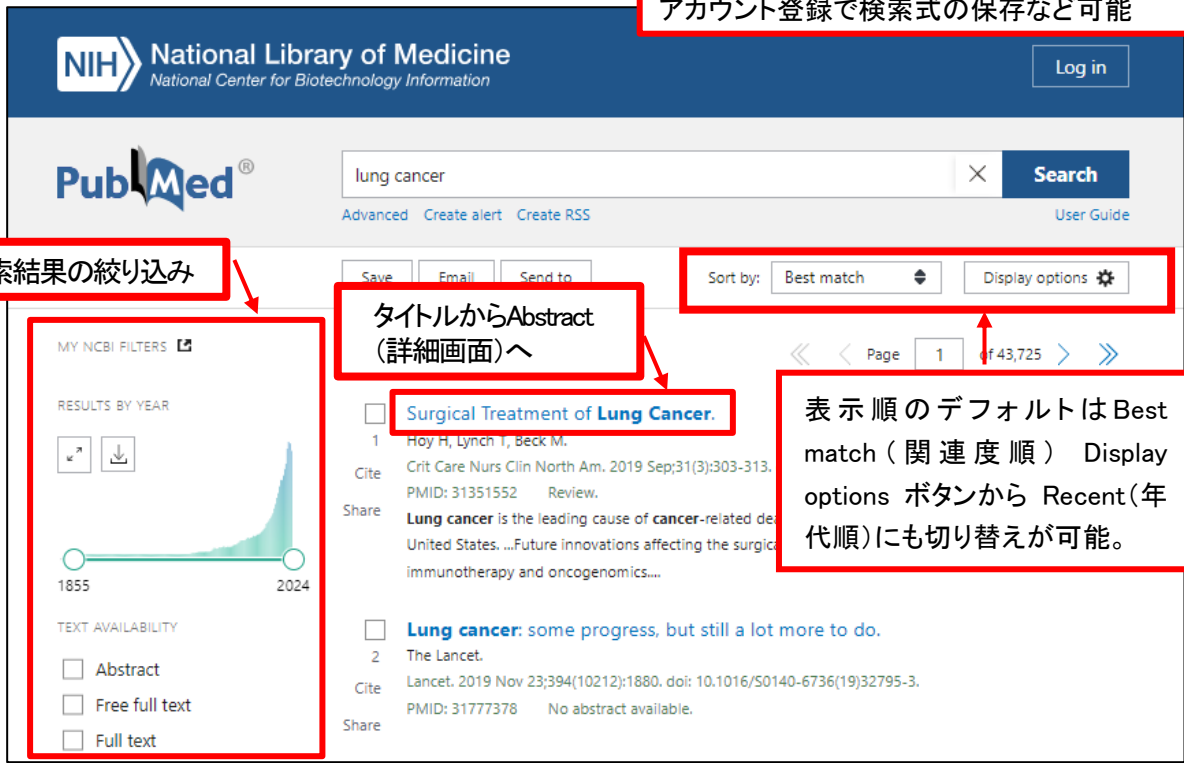 アカウント登録で検索式の保存など可能
NIH National Library of Medicine
National Center for Biotechnology Information
Log in
PubMed®
lung cancer
Search
Advanced Create alert Create RSS
User Guide
索結果の絞り込み
Save Email Send to
Sort by: Best match
Display options
タイトルからAbstract
(詳細画面)へ
MY NCBI FILTERS
Page 1 of 43,725
RESULTS BY YEAR
1855 2024
TEXT AVAILABILITY
Abstract
Free full text
Full text
Surgical Treatment of Lung Cancer.
1
Hoy H, Lynch T, Beck M.
Cite
Crit Care Nurs Clin North Am. 2019 Sep;31(3):303-313.
PMID: 31351552 Review.
Share
Lung cancer is the leading cause of cancer-related
United States. ...Future innovations affecting the
immunotherapy and oncogenomics....
表示順のデフォルトはBest
match(関連度順) Display
options ボタンから Recent(年
代順)にも切り替えが可能。
Lung cancer: some progress, but still a lot more to do.
2
The Lancet.
Cite
Lancet. 2019 Nov 23;394(10212):1880. doi: 10.1016/S0140-6736(19)32795-3.
PMID: 31777378 No abstract available.
Share